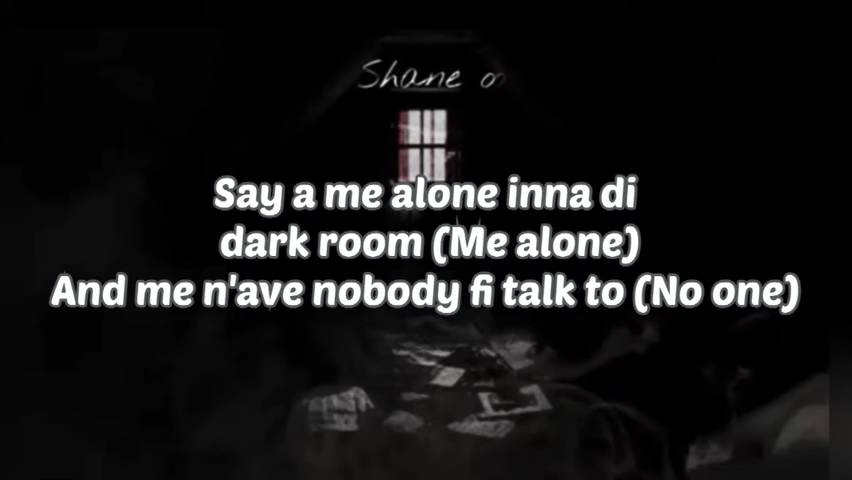 Shane o
Say a me alone inna di
dark room (Me alone)
And me n'ave nobody fi talk to (No one)